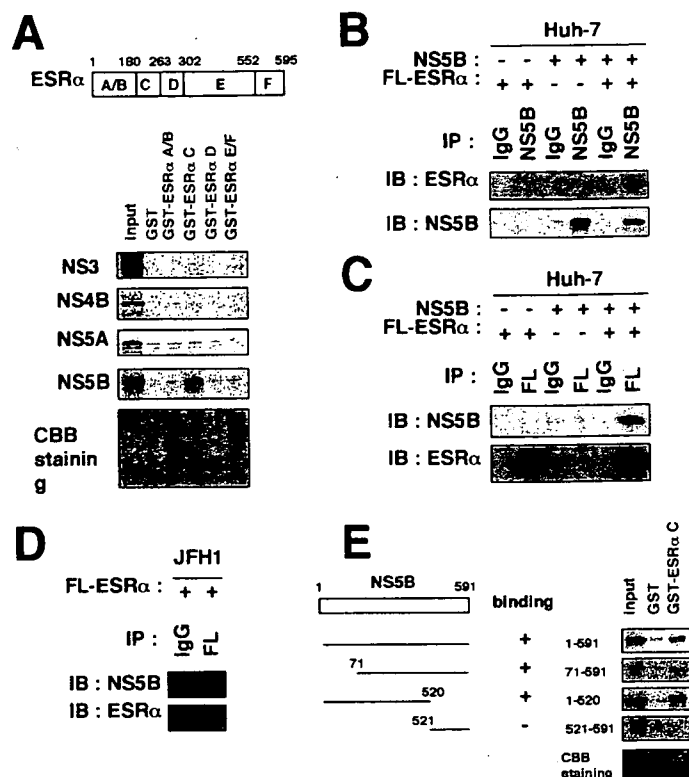 A
1 180 263 302 552 595
ESRα A/B C D E F
Input
GST
GST-ESRα A/B
GST-ESRα C
GST-ESRα D
GST-ESRα E/F
NS3
NS4B
NS5A
NS5B
CBB
stainin
g
B
Huh-7
NS5B : - - + + + +
FL-ESRα : + + - - + +
IP : IgG NS5B IgG NS5B IgG NS5B
IB : ESRα
IB : NS5B
C
Huh-7
NS5B : - - + + + +
FL-ESRα : + + - - + +
IP : IgG FL IgG FL IgG FL
IB : NS5B
IB : ESRα
D
JFH1
FL-ESRα : + +
IP : IgG FL
IB : NS5B
IB : ESRα
E
1 NS5B 591
binding
Input
GST
GST-ESRα C
+ 1-591
71 + 71-591
520 + 1-520
521 - 521-591
CBB
staining